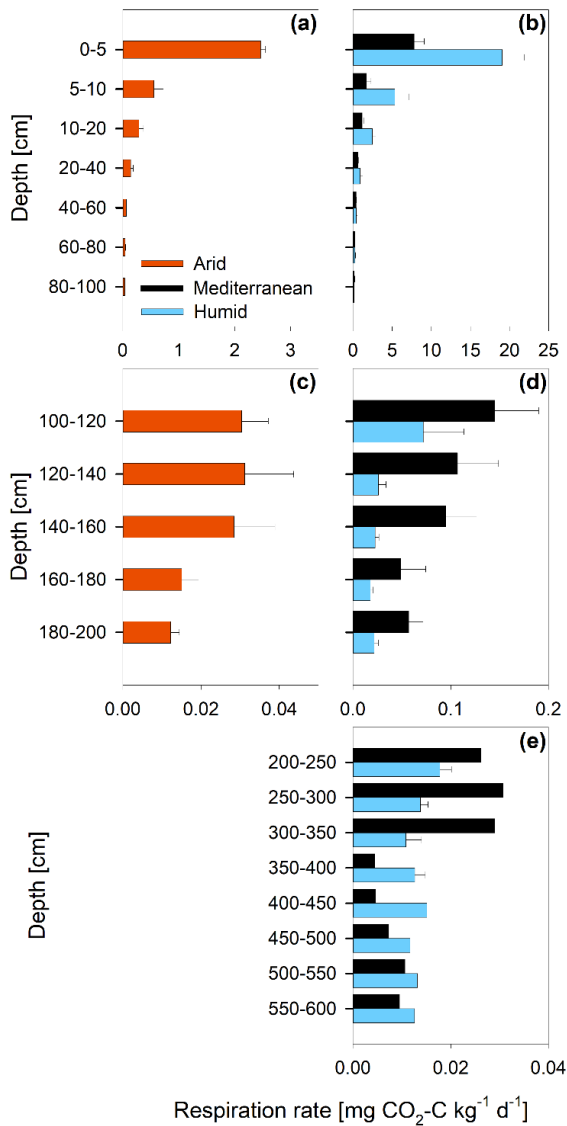 (a)
(b)
Depth [cm]
0-5
5-10
10-20
20-40
40-60
60-80
80-100
Arid
Mediterranean
Humid
0 1 2 3
0 5 10 15 20 25
(c)
(d)
Depth [cm]
100-120
120-140
140-160
160-180
180-200
0.00 0.02 0.04
0.0 0.1 0.2
(e)
Depth [cm]
200-250
250-300
300-350
350-400
400-450
450-500
500-550
550-600
0.00 0.02 0.04
Respiration rate [mg CO₂-C kg⁻¹ d⁻¹]